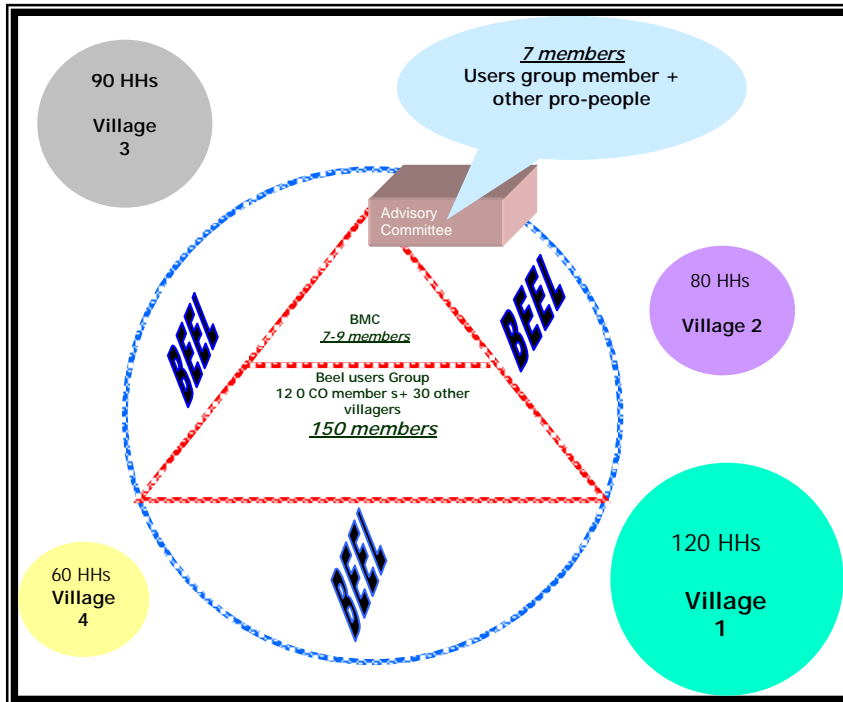 7 members
Users group member +
other pro-people
90 HHs
Village
3
Advisory
Committee
80 HHs
Village 2
BEEL
BEEL
BMC
7-9 members
Beel users Group
12 0 CO member s+ 30 other
villagers
150 members
120 HHs
Village
1
60 HHs
Village
4
BEEL